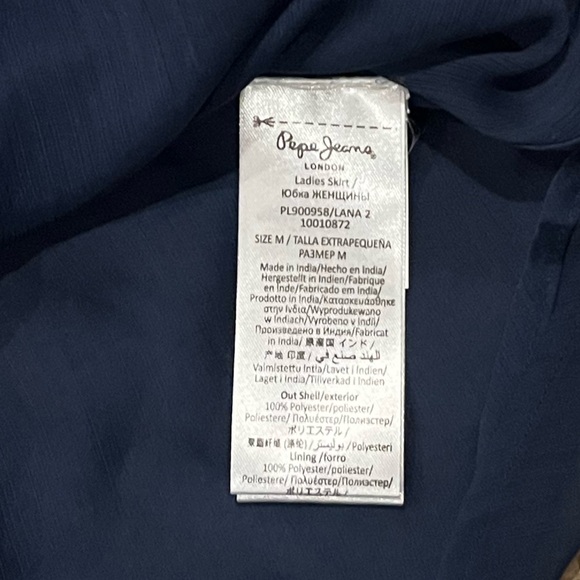 Pepe Jeans
LONDON
Ladies Skirt /
Юбка ЖЕНЩИНЫ
PL900958/LANA 2
10010872
SIZE M / TALLA EXTRAPEQUEÑA
РАЗМЕР M
Made in india/Hecho en India/
Hergestellt in Indien/Fabrique
en Inde/Fabricado em India/
Prodotto in India/Κατασκευάσθηκε
στην Ινδία/Wyprodukowano
w Indiach/Vyrobeno v Indii/
Произведено в Индия/Fabricat
in India/ 原産国 インド /
产地 印度 / الهند صنع في /
Valmistettu Intia/Lavet i Indien/
Laget i India/Tillverkad i Indien
Out Shell/exterior
100% Polyester/poliester/
Poliestere/ Πολυέστερ/Полиэстер/
ポリエステル /
聚酯纤维 (涤纶) / بوليستر / Polyesteri
Lining /forro
100% Polyester/poliester/
Poliestere/ Πολυέστερ/Полиэстер/
ポリエステル /